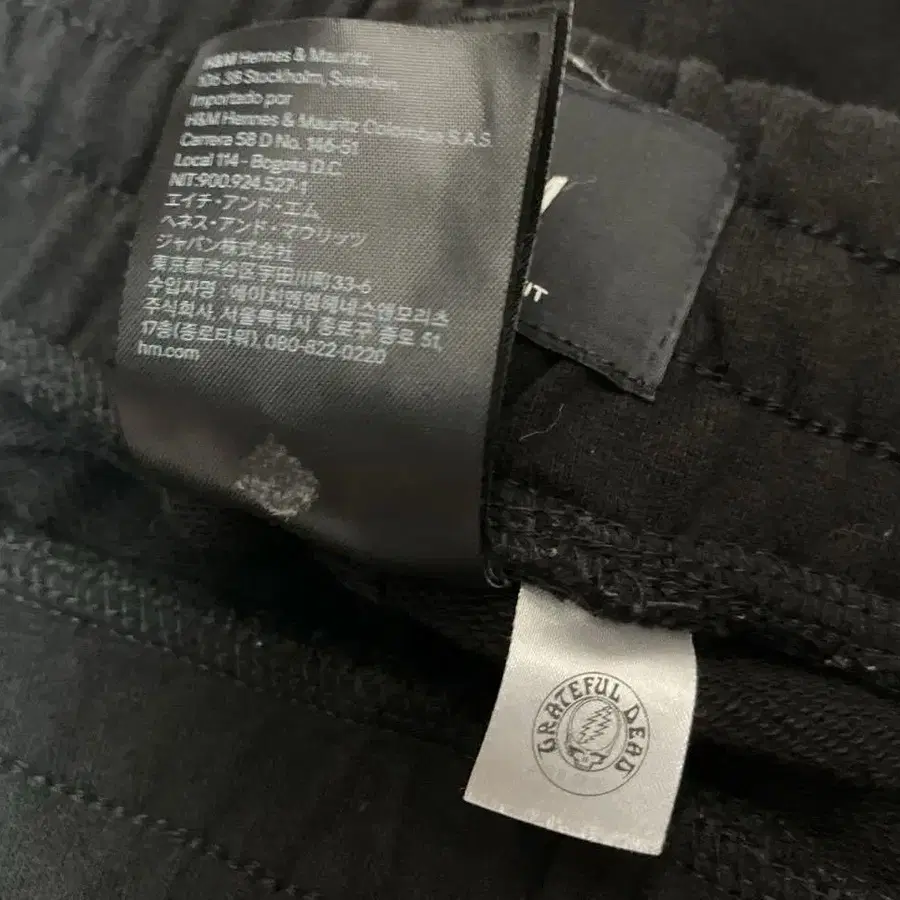 H&M Hennes & Mauritz
106 38 Stockholm, Sweden
Importado por
H&M Hennes & Mauritz Colombia S.A.S
Carrera 58 D No. 146-51
Local 114 - Bogota D.C
NIT:900.924.527-1
エイチ・アンド・エム
ヘネス・アンド・マウリッツ
ジャパン株式会社
東京都渋谷区宇田川町33-6
수입자명 : 에이치앤엠헤네스앤모리츠
주식회사, 서울특별시 종로구 종로 51,
17층(종로타워), 080-822-0220
hm.com
GRATEFUL DEAD